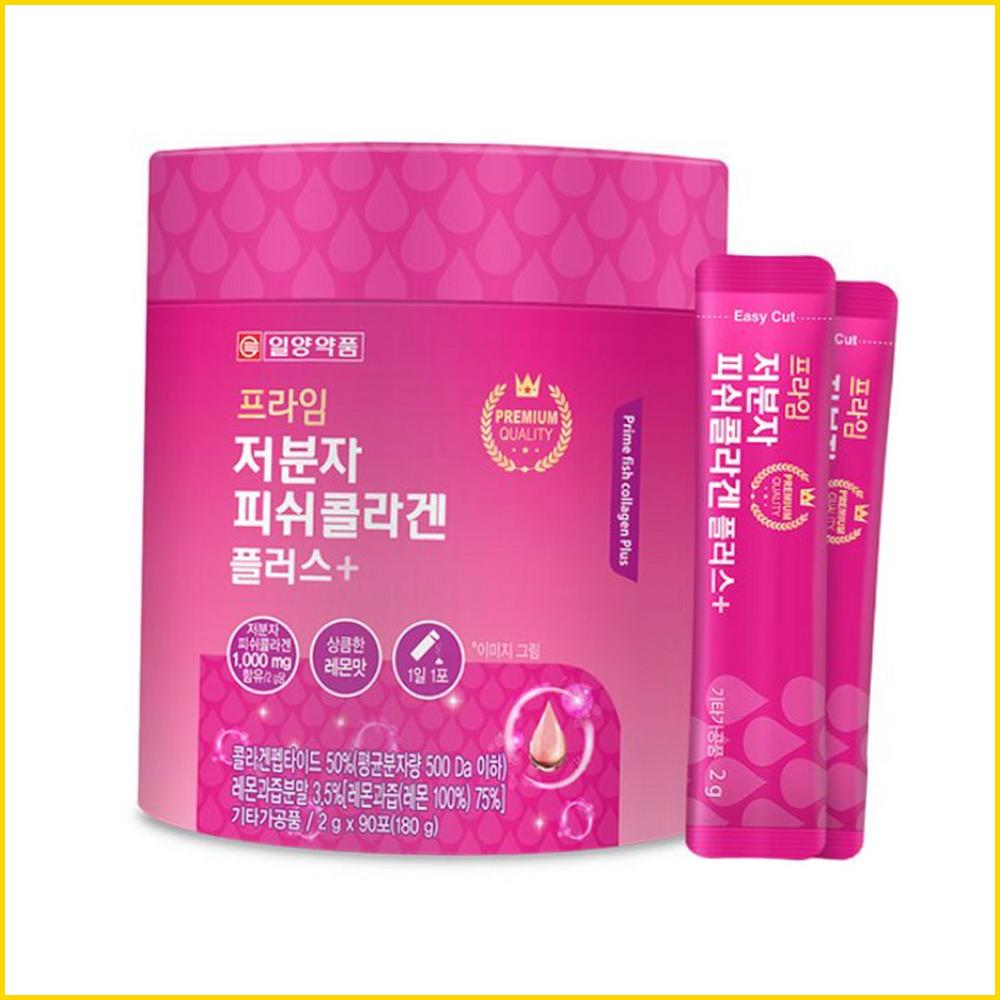 일양약품
프라임
저분자
피쉬콜라겐
플러스+
PREMIUM
QUALITY
Prime fish collagen Plus
저분자
피쉬콜라겐
1,000 mg
함유/2 g당
상큼한
레몬맛
1일 1포
*이미지 그림
콜라겐펩타이드 50%(평균분자량 500 Da 이하)
레몬과즙분말 3.5%[레몬과즙(레몬 100%) 75%]
기타가공품 / 2 g x 90포(180 g)
Easy Cut
프라임
저분자
피쉬콜라겐 플러스+
PREMIUM
QUALITY
기타가공품 2 g
Cut
프라임
PREMIUM
QUALITY